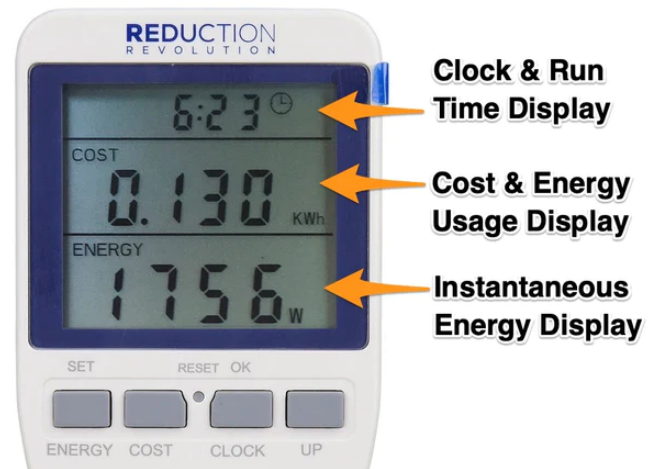 REDUCTION
REVOLUTION
6:23
COST
0.130 KWh
ENERGY
1756 W
SET RESET OK
ENERGY COST CLOCK UP
Clock & Run
Time Display
Cost & Energy
Usage Display
Instantaneous
Energy Display